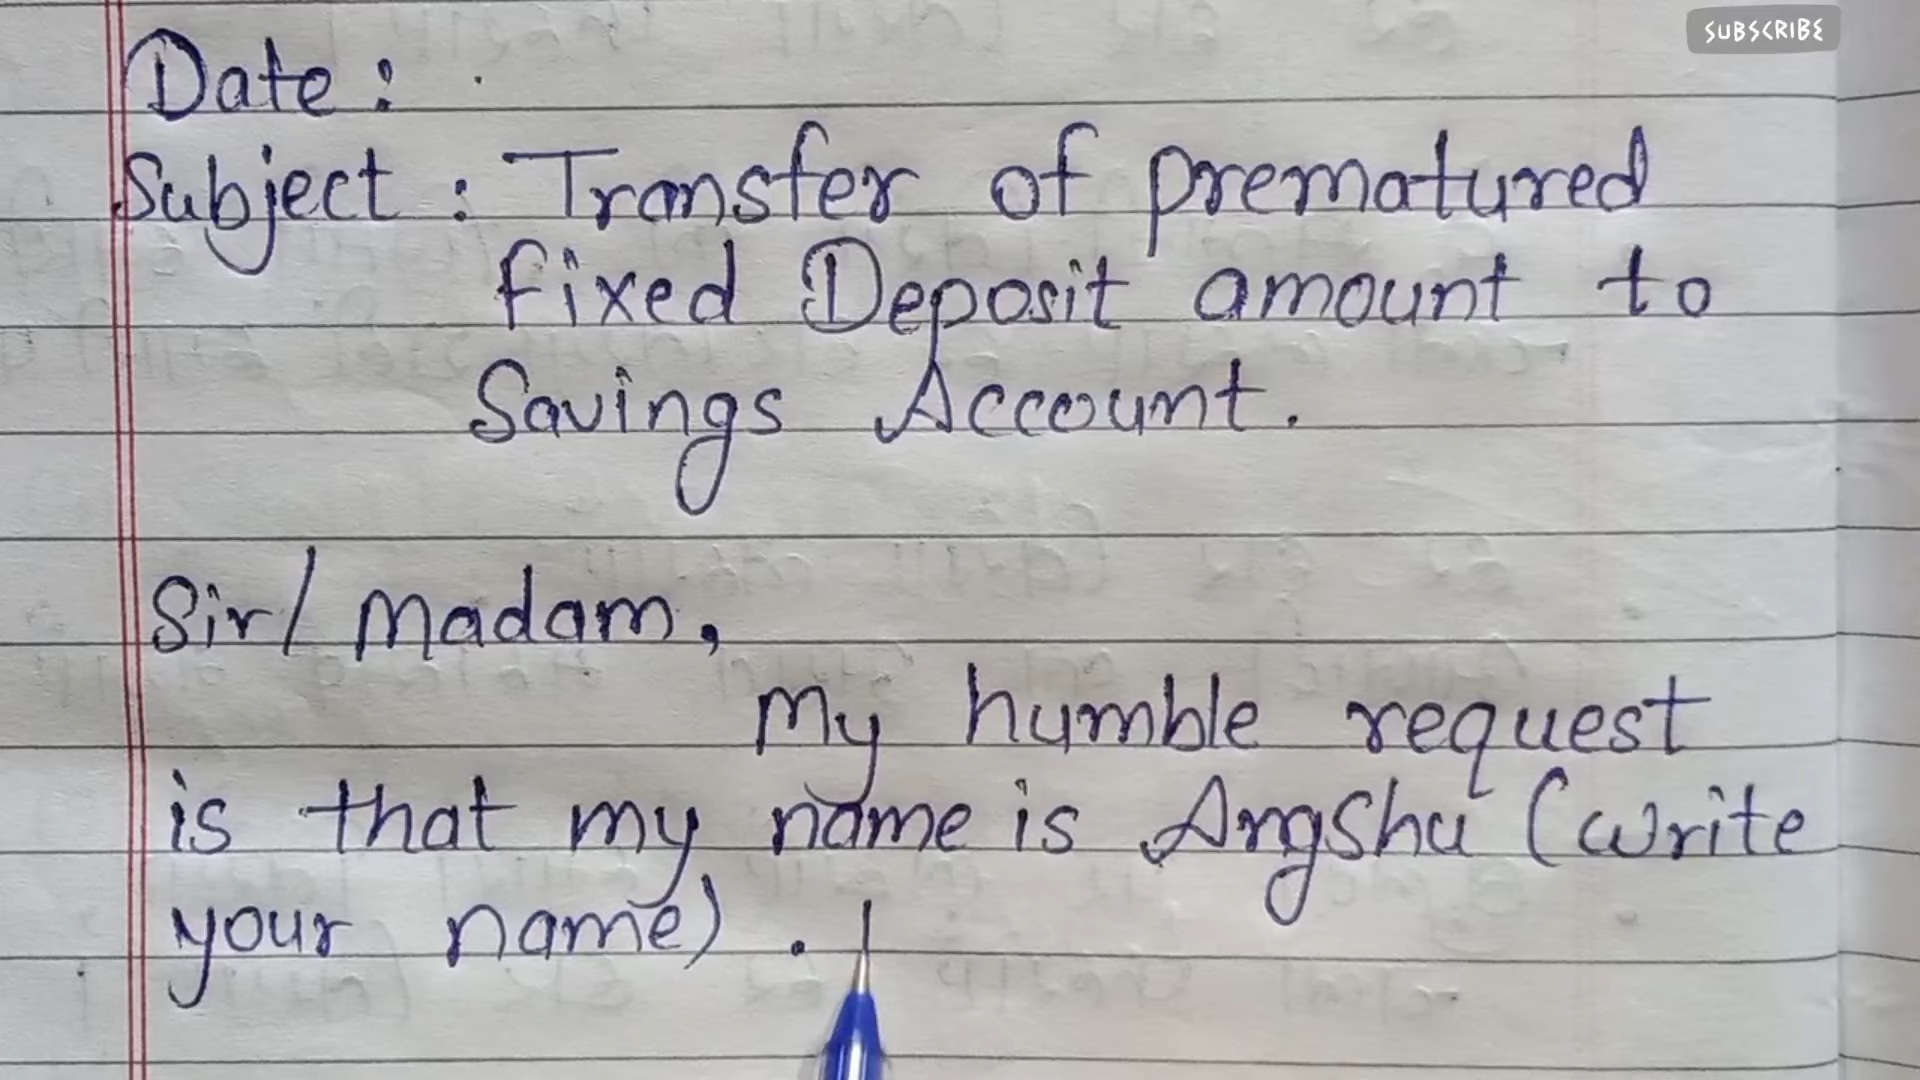 SUBSCRIBE
Date :
Subject : Transfer of prematured
fixed Deposit amount to
Savings Account.
Sir/ Madam,
My humble request
is that my name is Angshu (write
your name) .